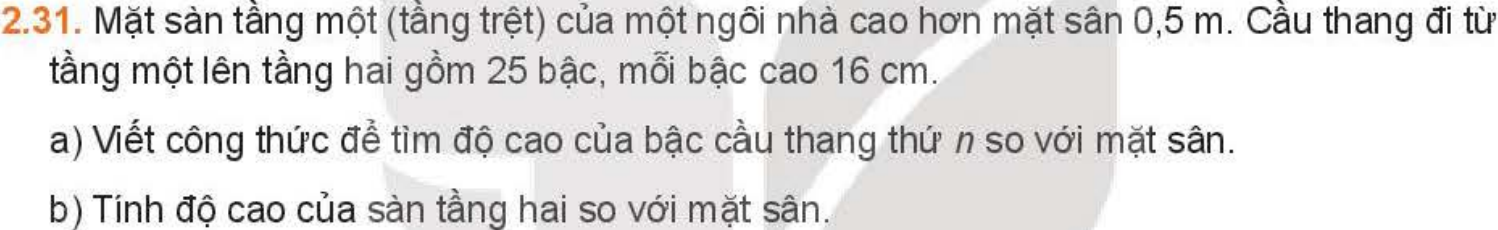 2.31. Mặt sàn tầng một (tầng trệt) của một ngôi nhà cao hơn mặt sân 0,5 m. Cầu thang đi từ
tầng một lên tầng hai gồm 25 bậc, mỗi bậc cao 16 cm.
a) Viết công thức để tìm độ cao của bậc cầu thang thứ n so với mặt sân.
b) Tính độ cao của sàn tầng hai so với mặt sân.